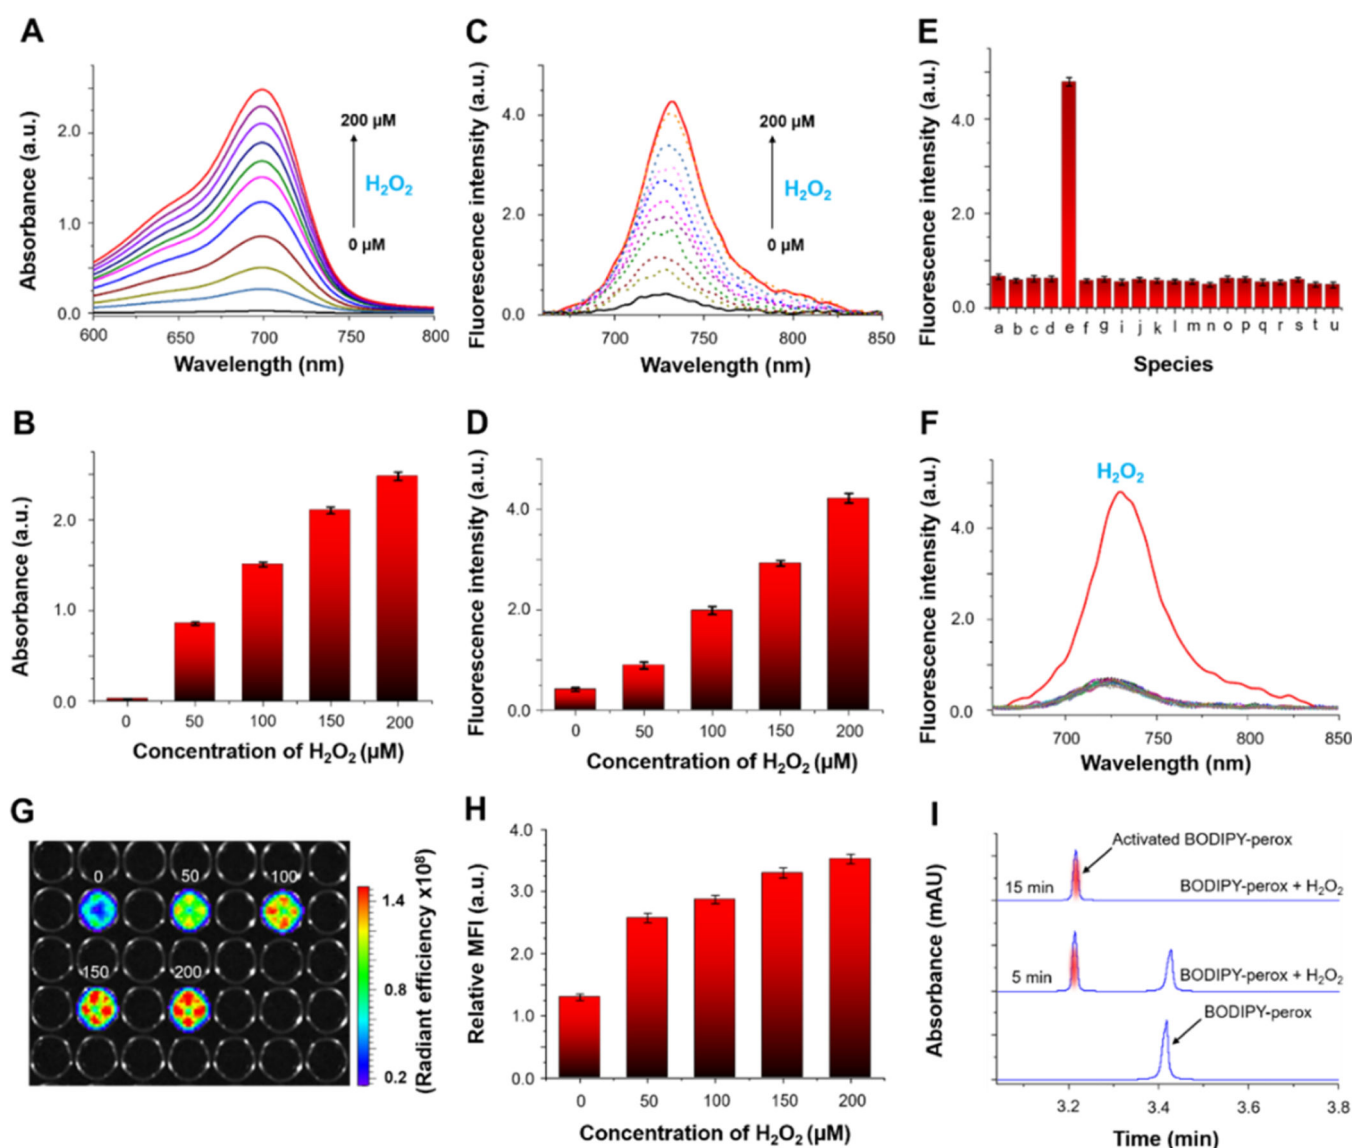 A
Absorbance (a.u.)
2.0
1.0
0.0
200 µM
H₂O₂
0 µM
600
650
700
750
800
Wavelength (nm)
C
Fluorescence intensity (a.u.)
4.0
2.0
0.0
200 µM
H₂O₂
0 µM
700
750
800
850
Wavelength (nm)
E
Fluorescence intensity (a.u.)
4.0
2.0
0.0
a b c d e f g i j k l m n o p q r s t u
Species
B
Absorbance (a.u.)
2.0
1.0
0.0
0
50
100
150
200
Concentration of H₂O₂ (µM)
D
Fluorescence intensity (a.u.)
4.0
2.0
0.0
0
50
100
150
200
Concentration of H₂O₂ (µM)
F
Fluorescence intensity (a.u.)
4.0
2.0
0.0
H₂O₂
700
750
800
850
Wavelength (nm)
G
0
50
100
150
200
1.4
0.8
0.2
(Radiant efficiency x10⁸)
H
Relative MFI (a.u.)
4.0
3.0
2.0
1.0
0.0
0
50
100
150
200
Concentration of H₂O₂ (µM)
I
Absorbance (mAU)
Activated BODIPY-perox
15 min
BODIPY-perox + H₂O₂
5 min
BODIPY-perox + H₂O₂
BODIPY-perox
3.2
3.4
3.6
3.8
Time (min)